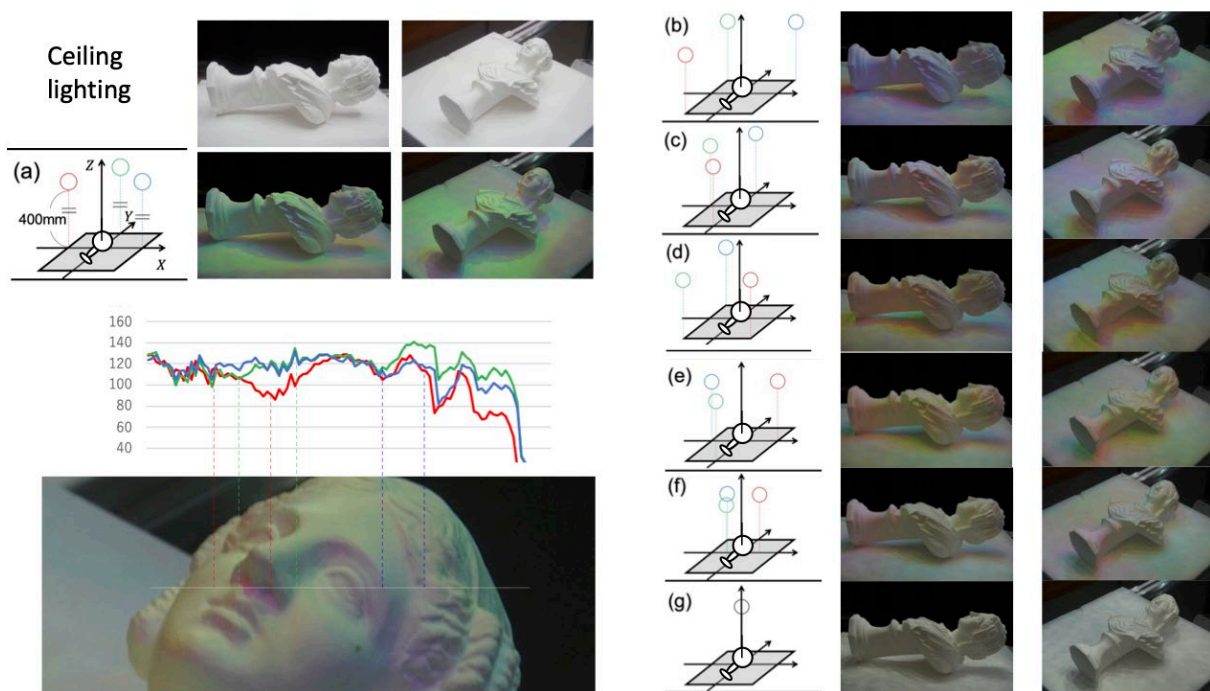 Ceiling
lighting
(a)
Z
400mm
Y
X
160
140
120
100
80
60
40
(b)
(c)
(d)
(e)
(f)
(g)